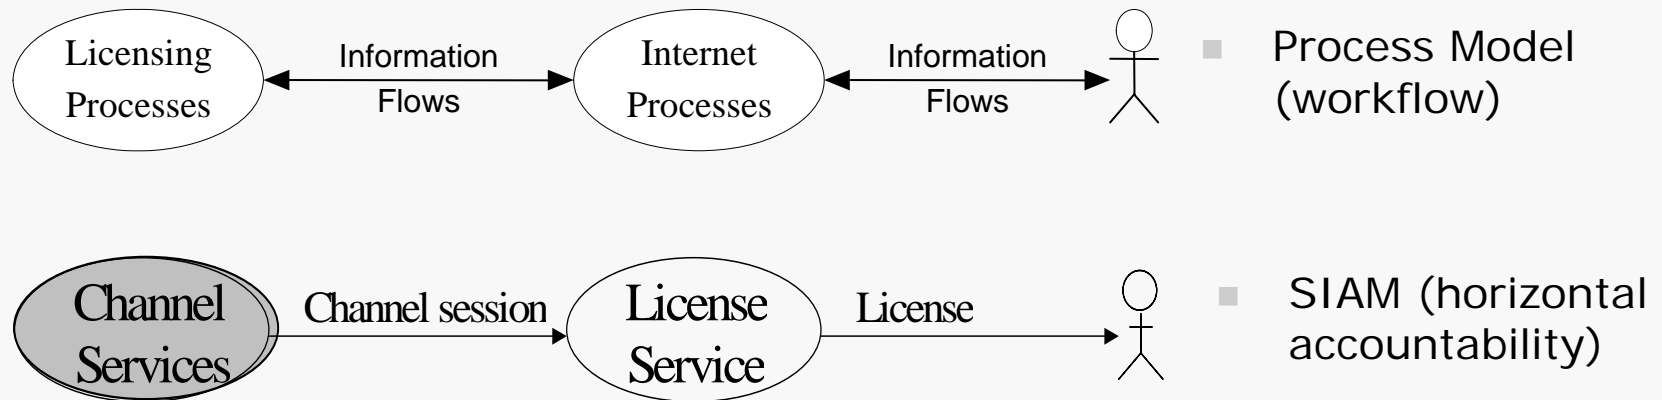 Licensing
Processes
Information
Flows
Internet
Processes
Information
Flows
Process Model
(workflow)
Channel
Services
Channel session
License
Service
License
SIAM (horizontal
accountability)